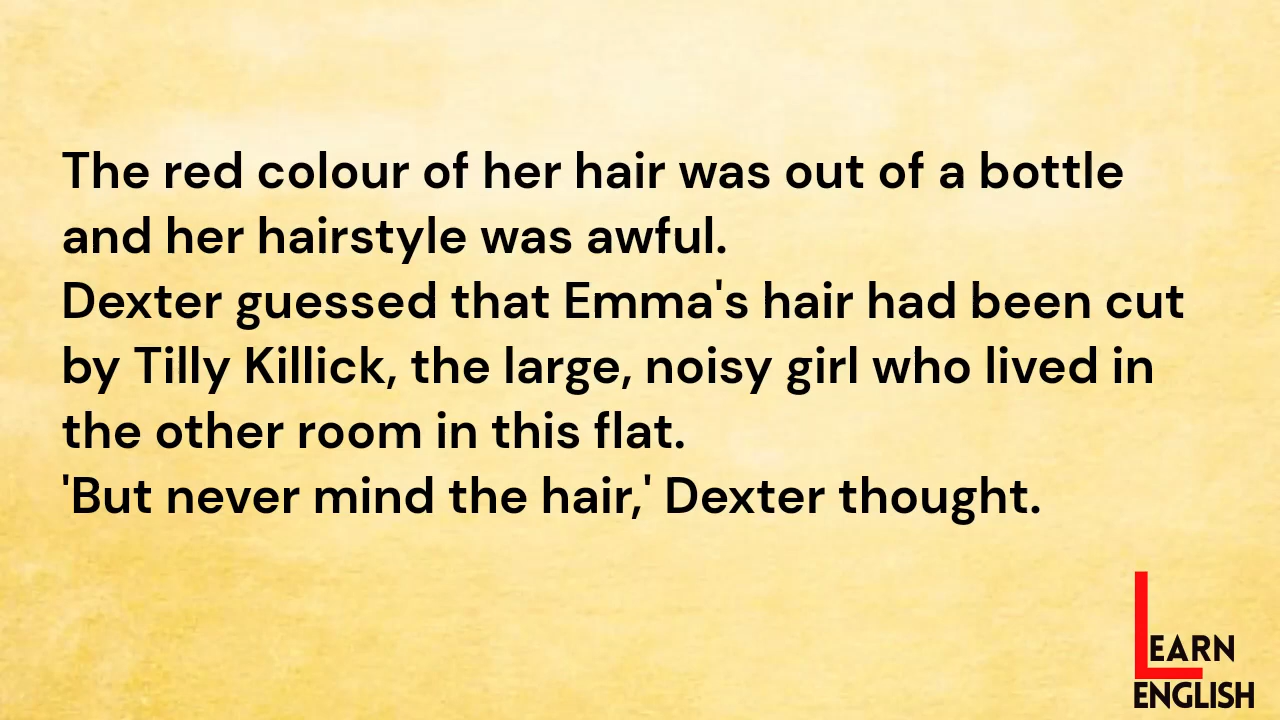 The red colour of her hair was out of a bottle
and her hairstyle was awful.
Dexter guessed that Emma's hair had been cut
by Tilly Killick, the large, noisy girl who lived in
the other room in this flat.
'But never mind the hair,' Dexter thought.
LEARN
ENGLISH